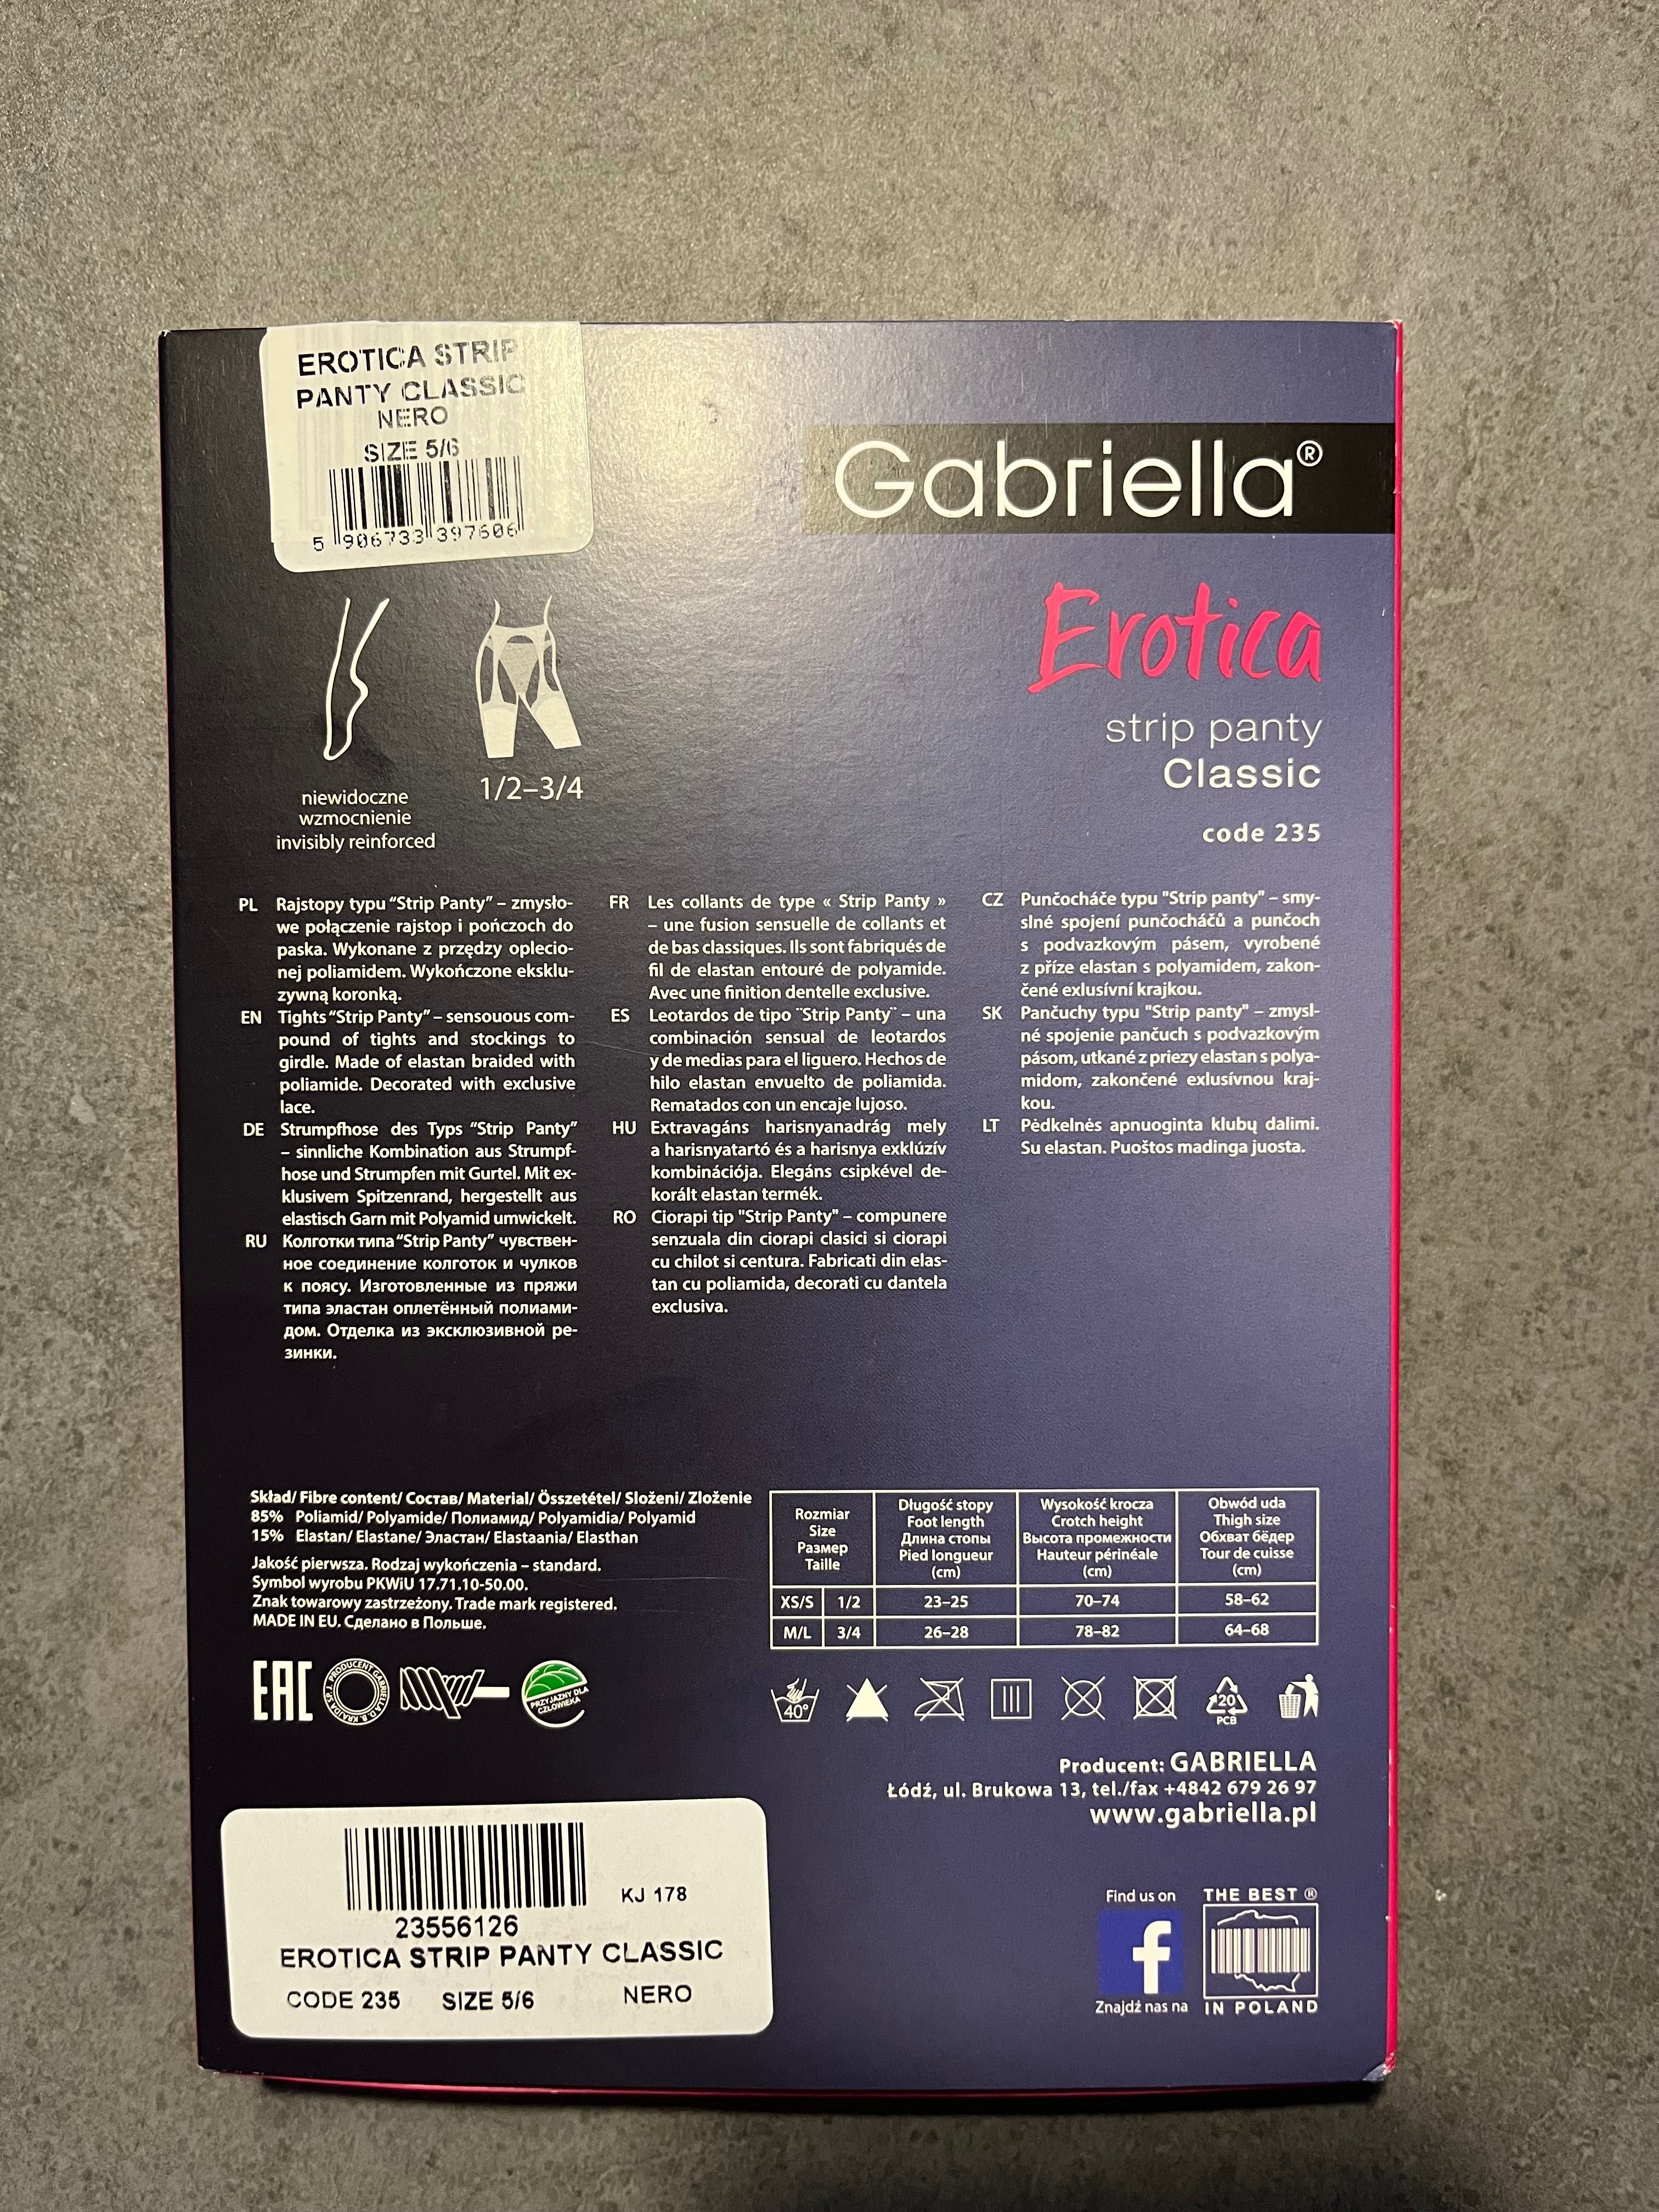 EROTICA STRIP
PANTY CLASSIC
NERO
SIZE 5/6
5 906733 397606
Gabriella®
Erotica
strip panty
Classic
code 235
niewidoczne
wzmocnienie
invisibly reinforced
1/2–3/4
PL Rajstopy typu “Strip Panty” – zmysło-
we połączenie rajstop i pończoch do
paska. Wykonane z przędzy oplecio-
nej poliamidem. Wykończone eksklu-
zywną koronką.
EN Tights “Strip Panty” – sensouous com-
pound of tights and stockings to
girdle. Made of elastan braided with
poliamide. Decorated with exclusive
lace.
DE Strumpfhose des Typs “Strip Panty”
– sinnliche Kombination aus Strumpf-
hose und Strumpfen mit Gurtel. Mit ex-
klusivem Spitzenrand, hergestellt aus
elastisch Garn mit Polyamid umwickelt.
RU Колготки типа “Strip Panty” чувствен-
ное соединение колготок и чулков
к поясу. Изготовленные из пряжи
типа эластан оплетённый полиами-
дом. Отделка из эксклюзивной ре-
зинки.
FR Les collants de type « Strip Panty »
– une fusion sensuelle de collants et
de bas classiques. Ils sont fabriqués de
fil de elastan entouré de polyamide.
Avec une finition dentelle exclusive.
ES Leotardos de tipo ¨Strip Panty¨ – una
combinación sensual de leotardos
y de medias para el liguero. Hechos de
hilo elastan envuelto de poliamida.
Rematados con un encaje lujoso.
HU Extravagáns harisnyanadrág mely
a harisnyatartó és a harisnya exklúzív
kombinációja. Elegáns csipkével de-
korált elastan termék.
RO Ciorapi tip "Strip Panty" – compunere
senzuala din ciorapi clasici si ciorapi
cu chilot si centura. Fabricati din elas-
tan cu poliamida, decorati cu dantela
exclusiva.
CZ Punčocháče typu "Strip panty" – smy-
slné spojení punčocháčů a punčoch
s podvazkovým pásem, vyrobené
z příze elastan s polyamidem, zakon-
čené exlusívní krajkou.
SK Pančuchy typu "Strip panty" – zmysl-
né spojenie pančuch s podvazkovým
pásom, utkané z priezy elastan s polya-
midom, zakončené exlusívnou kraj-
kou.
LT Pėdkelnės apnuoginta klubų dalimi.
Su elastan. Puoštos madinga juosta.
Skład/ Fibre content/ Состав/ Material/ Összetétel/ Složeni/ Zloženie
85% Poliamid/ Polyamide/ Полиамид/ Polyamidia/ Polyamid
15% Elastan/ Elastane/ Эластан/ Elastaania/ Elasthan
Jakość pierwsza. Rodzaj wykończenia – standard.
Symbol wyrobu PKWiU 17.71.10-50.00.
Znak towarowy zastrzeżony. Trade mark registered.
MADE IN EU. Сделано в Польше.
Rozmiar
Size
Размер
Taille
Długość stopy
Foot length
Длина стопы
Pied longueur
(cm)
Wysokość krocza
Crotch height
Высота промежности
Hauteur périnéale
(cm)
Obwód uda
Thigh size
Обхват бёдер
Tour de cuisse
(cm)
XS/S 1/2 23–25 70–74 58–62
M/L 3/4 26–28 78–82 64–68
EAC
PRODUCENT GABRIELLA D.B. KRAJDA SP. J.
PRZYJAZNY DLA
CZŁOWIEKA
40°
20
PCB
Producent: GABRIELLA
Łódź, ul. Brukowa 13, tel./fax +4842 679 26 97
www.gabriella.pl
23556126
KJ 178
EROTICA STRIP PANTY CLASSIC
CODE 235 SIZE 5/6 NERO
Find us on
f
Znajdź nas na
THE BEST ®
IN POLAND